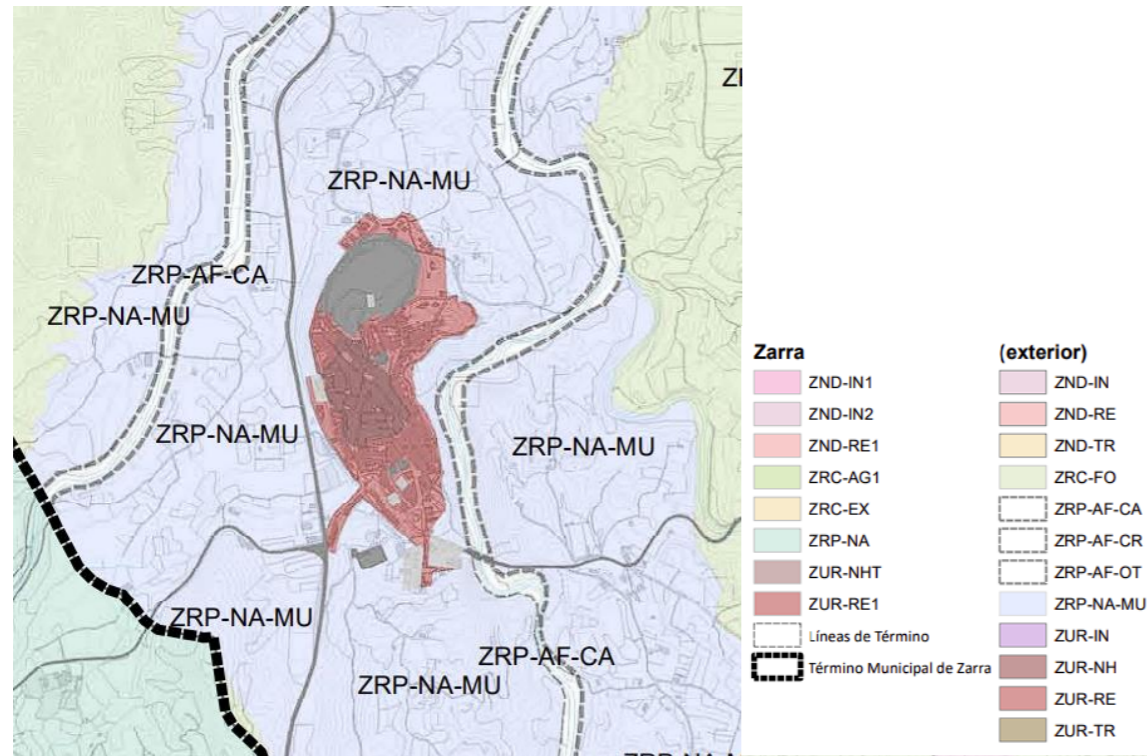 ZI
ZRP-NA-MU
ZRP-AF-CA
ZRP-NA-MU
ZRP-NA-MU
ZRP-NA-MU
ZRP-NA-MU
ZRP-AF-CA
ZRP-NA-MU
Zarra
ZND-IN1
ZND-IN2
ZND-RE1
ZRC-AG1
ZRC-EX
ZRP-NA
ZUR-NHT
ZUR-RE1
Líneas de Término
Término Municipal de Zarra
(exterior)
ZND-IN
ZND-RE
ZND-TR
ZRC-FO
ZRP-AF-CA
ZRP-AF-CR
ZRP-AF-OT
ZRP-NA-MU
ZUR-IN
ZUR-NH
ZUR-RE
ZUR-TR